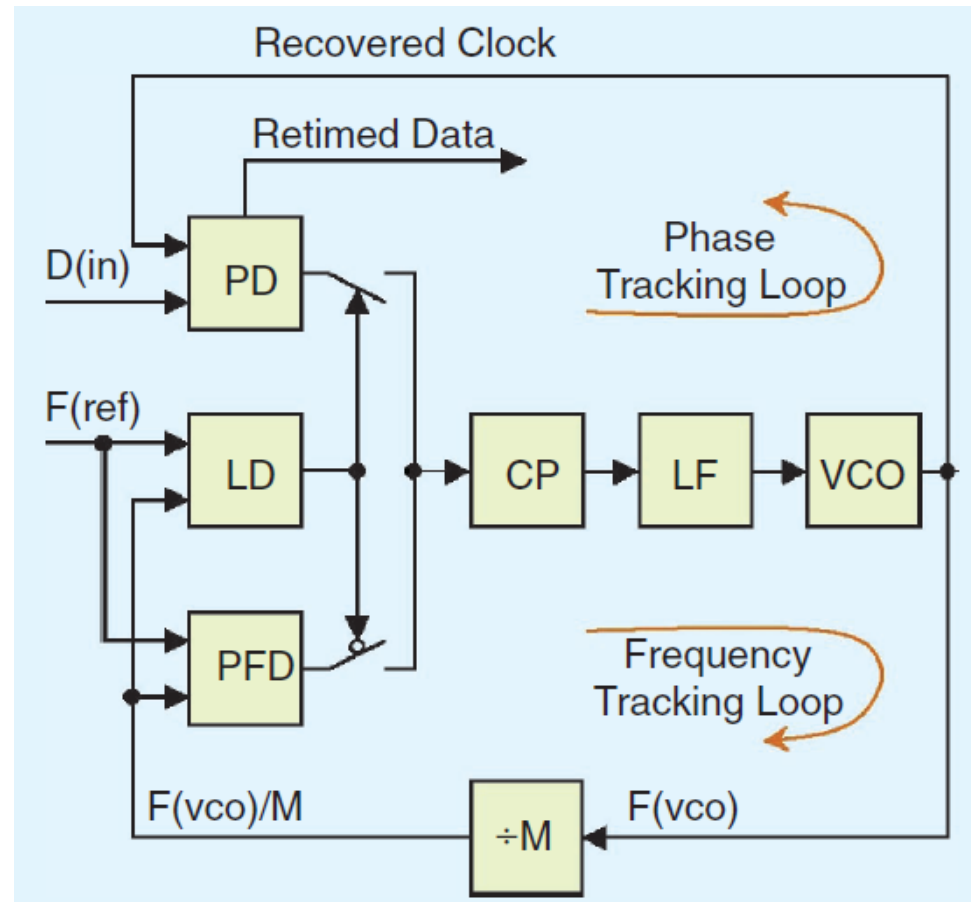 Recovered Clock
Retimed Data
D(in)
PD
Phase
Tracking Loop
F(ref)
LD
CP
LF
VCO
PFD
Frequency
Tracking Loop
F(vco)/M
÷M
F(vco)